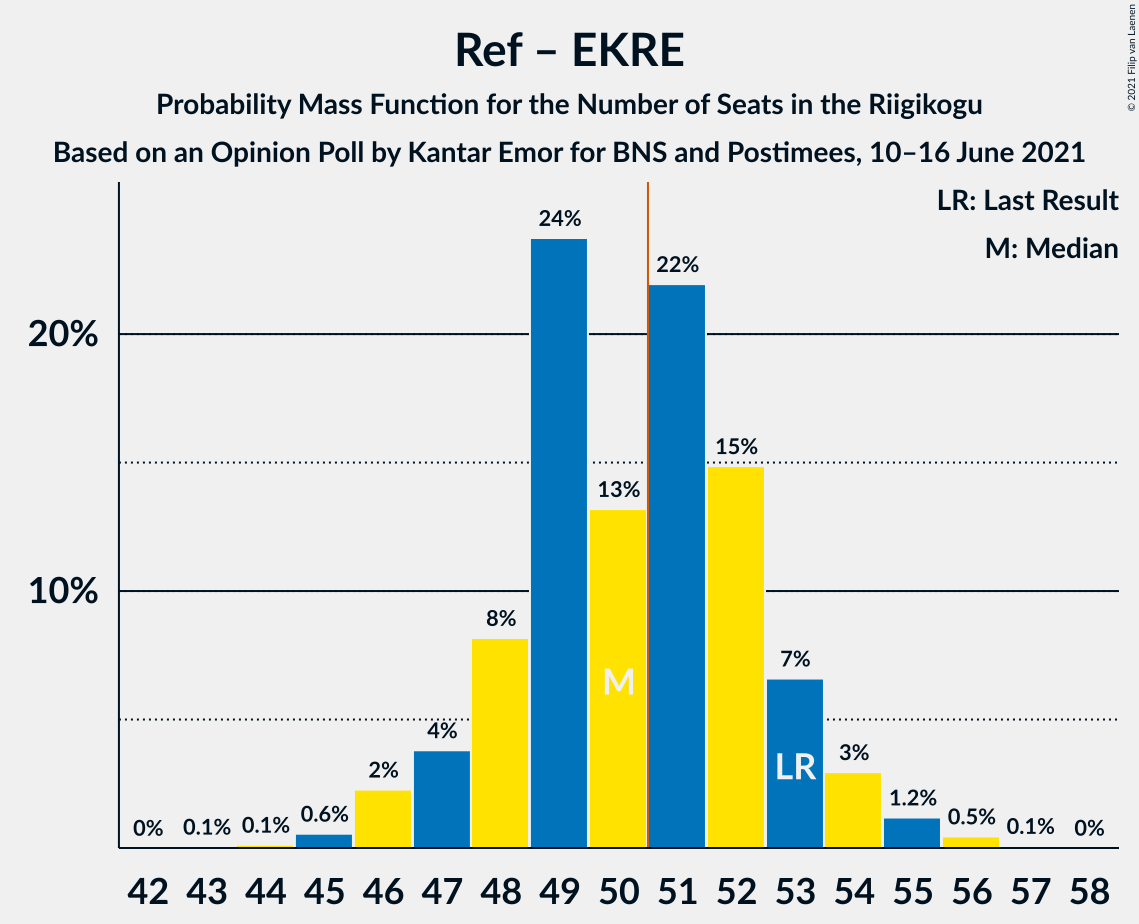 Ref – EKRE
Probability Mass Function for the Number of Seats in the Riigikogu
Based on an Opinion Poll by Kantar Emor for BNS and Postimees, 10–16 June 2021
© 2021 Filip van Laenen
LR: Last Result
M: Median
20%
10%
0% 0.1% 0.1% 0.6% 2% 4% 8% 24% 13% 22% 15% 7% 3% 1.2% 0.5% 0.1% 0%
M
LR
42 43 44 45 46 47 48 49 50 51 52 53 54 55 56 57 58